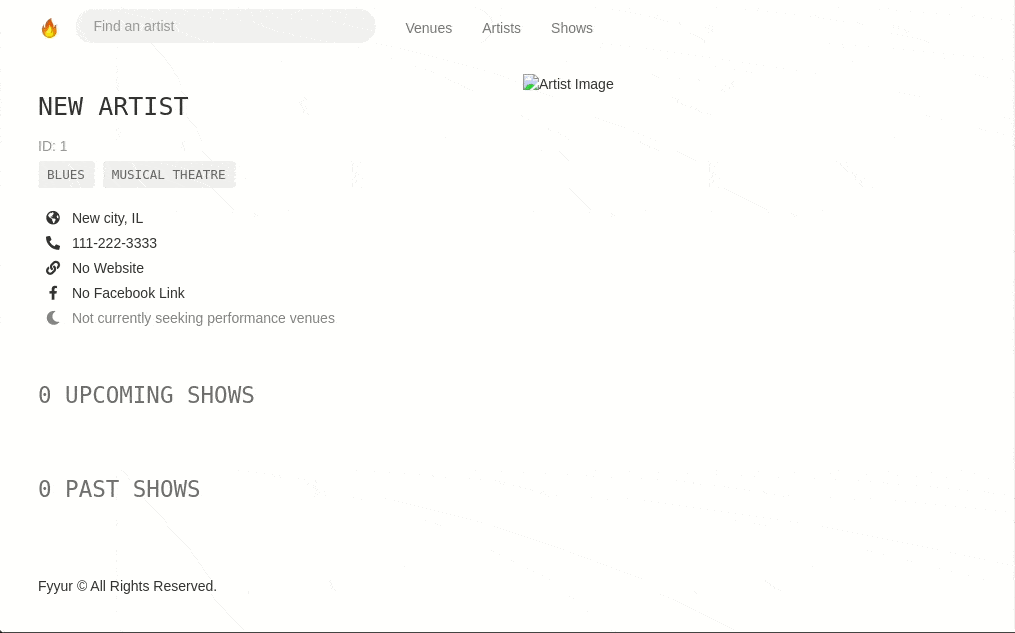 Find an artist Venues Artists Shows
Artist Image
NEW ARTIST
ID: 1
BLUES MUSICAL THEATRE
New city, IL
111-222-3333
No Website
No Facebook Link
Not currently seeking performance venues
0 UPCOMING SHOWS
0 PAST SHOWS
Fyyur © All Rights Reserved.